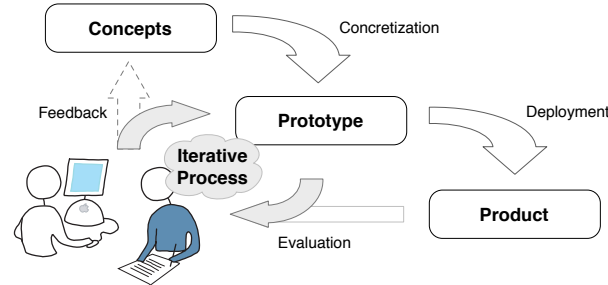 Concepts
Concretization
Feedback
Prototype
Deployment
Iterative
Process
Product
Evaluation